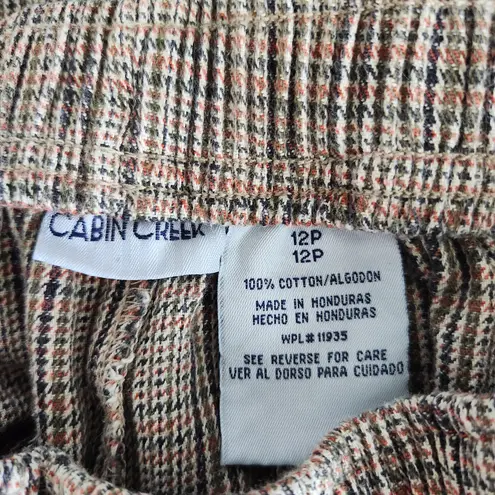 CABIN CREEK
12P
12P
100% COTTON/ALGODON
MADE IN HONDURAS
HECHO EN HONDURAS
WPL# 11935
SEE REVERSE FOR CARE
VER AL DORSO PARA CUIDADO